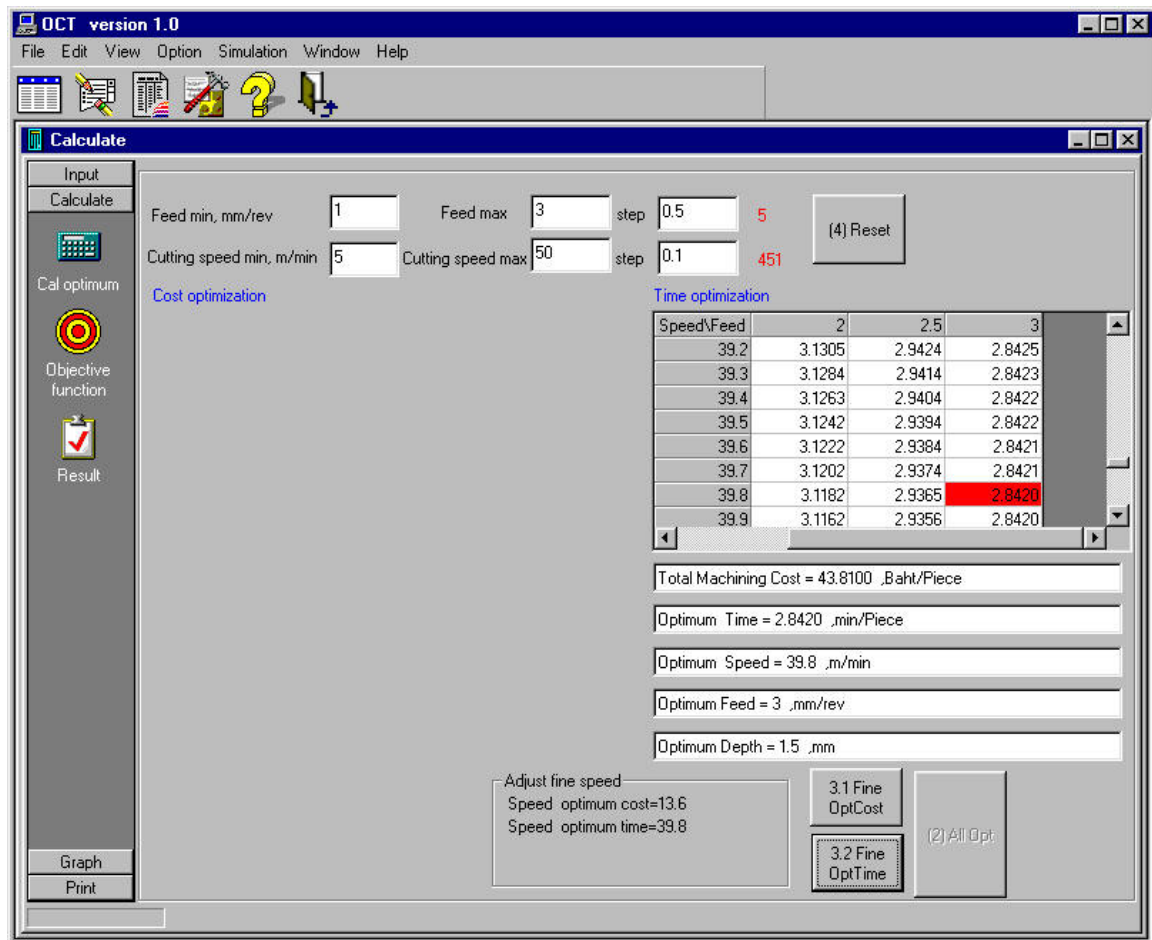 OCT version 1.0
File Edit View Option Simulation Window Help
Calculate
Input
Calculate
Cal optimum
Objective
function
Result
Graph
Print
Feed min, mm/rev 1 Feed max 3 step 0.5 5
(4) Reset
Cutting speed min, m/min 5 Cutting speed max 50 step 0.1 451
Cost optimization
Time optimization
Speed\Feed 2 2.5 3
39.2 3.1305 2.9424 2.8425
39.3 3.1284 2.9414 2.8423
39.4 3.1263 2.9404 2.8422
39.5 3.1242 2.9394 2.8422
39.6 3.1222 2.9384 2.8421
39.7 3.1202 2.9374 2.8421
39.8 3.1182 2.9365 2.8420
39.9 3.1162 2.9356 2.8420
Total Machining Cost = 43.8100 ,Baht/Piece
Optimum Time = 2.8420 ,min/Piece
Optimum Speed = 39.8 ,m/min
Optimum Feed = 3 ,mm/rev
Optimum Depth = 1.5 ,mm
Adjust fine speed
Speed optimum cost=13.6
Speed optimum time=39.8
3.1 Fine
OptCost
3.2 Fine
OptTime
(2) All Opt